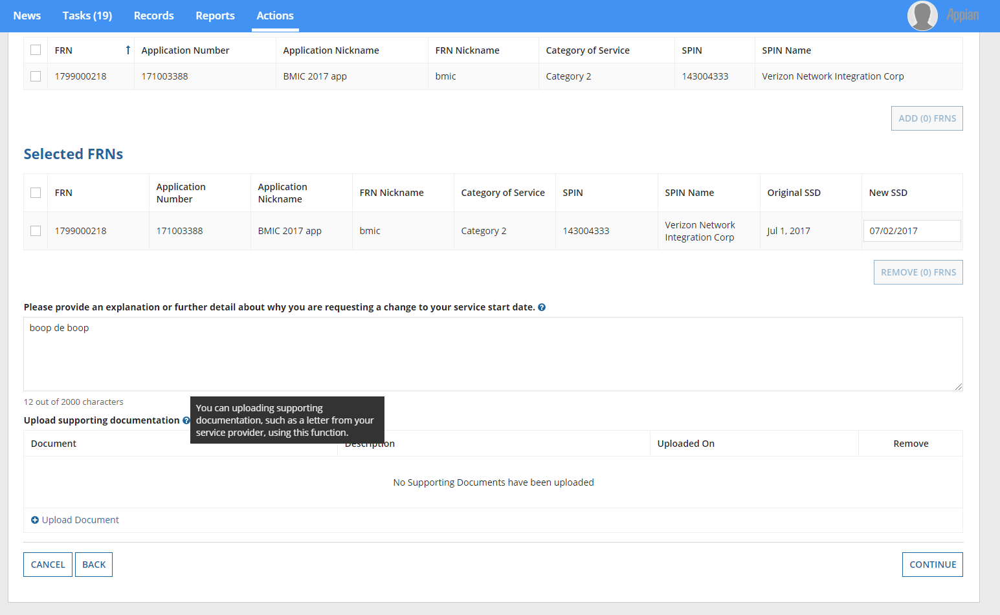 News Tasks (19) Records Reports Actions Appian
FRN Application Number Application Nickname FRN Nickname Category of Service SPIN SPIN Name
1799000218 171003388 BMIC 2017 app bmic Category 2 143004333 Verizon Network Integration Corp
ADD (0) FRNS
Selected FRNs
FRN Application Number Application Nickname FRN Nickname Category of Service SPIN SPIN Name Original SSD New SSD
1799000218 171003388 BMIC 2017 app bmic Category 2 143004333 Verizon Network Integration Corp Jul 1, 2017 07/02/2017
REMOVE (0) FRNS
Please provide an explanation or further detail about why you are requesting a change to your service start date.
boop de boop
12 out of 2000 characters
Upload supporting documentation
You can uploading supporting
documentation, such as a letter from your
service provider, using this function.
Document Description Uploaded On Remove
No Supporting Documents have been uploaded
Upload Document
CANCEL BACK CONTINUE